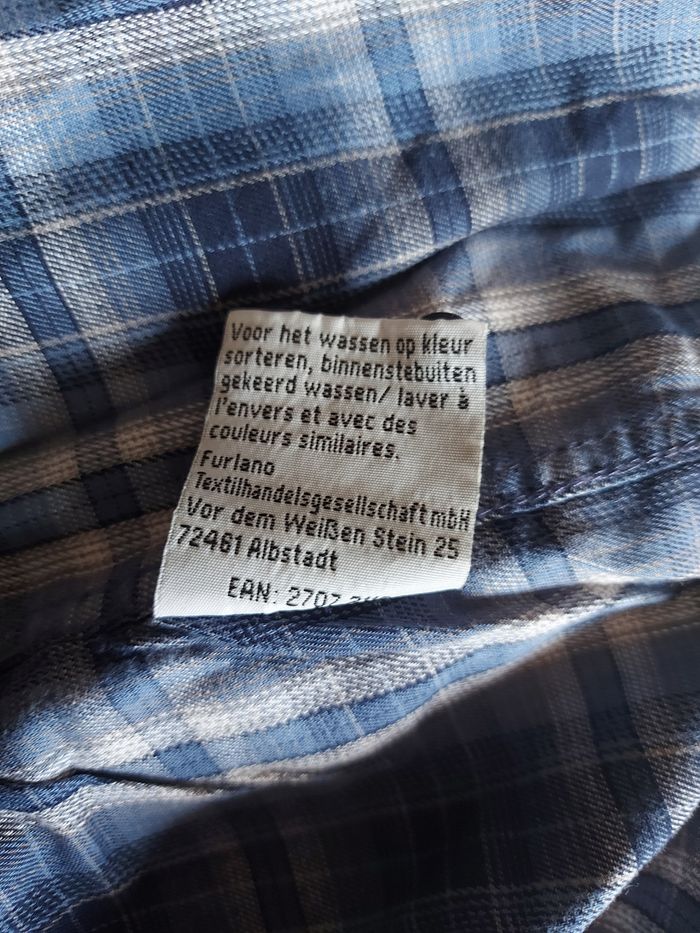 Voor het wassen op kleur
sorteren, binnenstebuiten
gekeerd wassen/ laver à
l'envers et avec des
couleurs similaires.
Furlano
Textilhandelsgesellschaft mbH
Vor dem Weißen Stein 25
72461 Albstadt
EAN: 2707